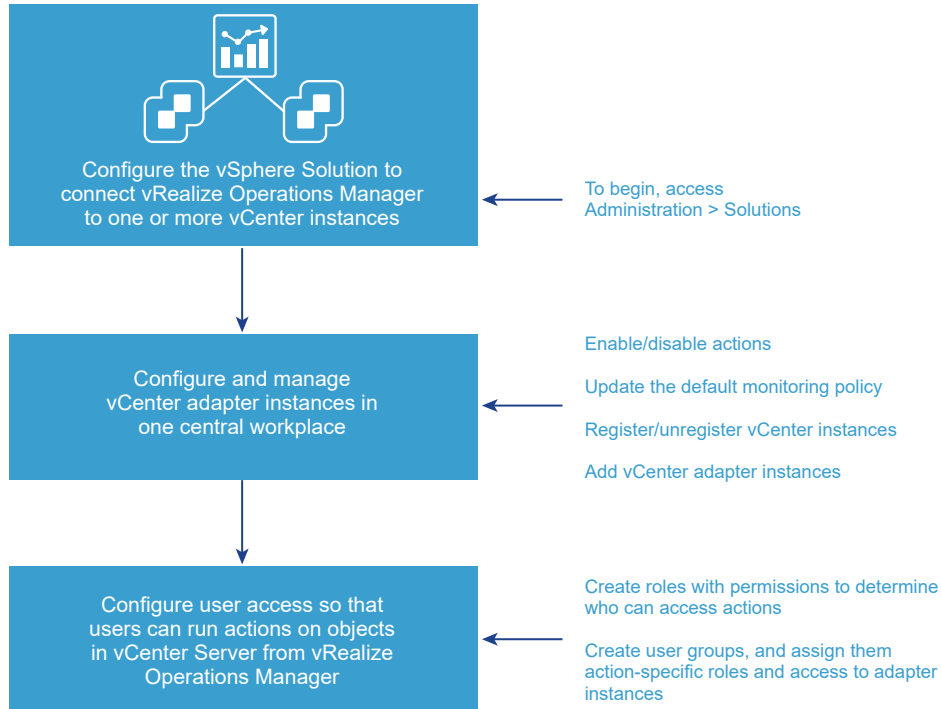 Configure the vSphere Solution to
connect vRealize Operations Manager
to one or more vCenter instances
To begin, access
Administration > Solutions
Configure and manage
vCenter adapter instances in
one central workplace
Enable/disable actions
Update the default monitoring policy
Register/unregister vCenter instances
Add vCenter adapter instances
Configure user access so that
users can run actions on objects
in vCenter Server from vRealize
Operations Manager
Create roles with permissions to determine
who can access actions
Create user groups, and assign them
action-specific roles and access to adapter
instances